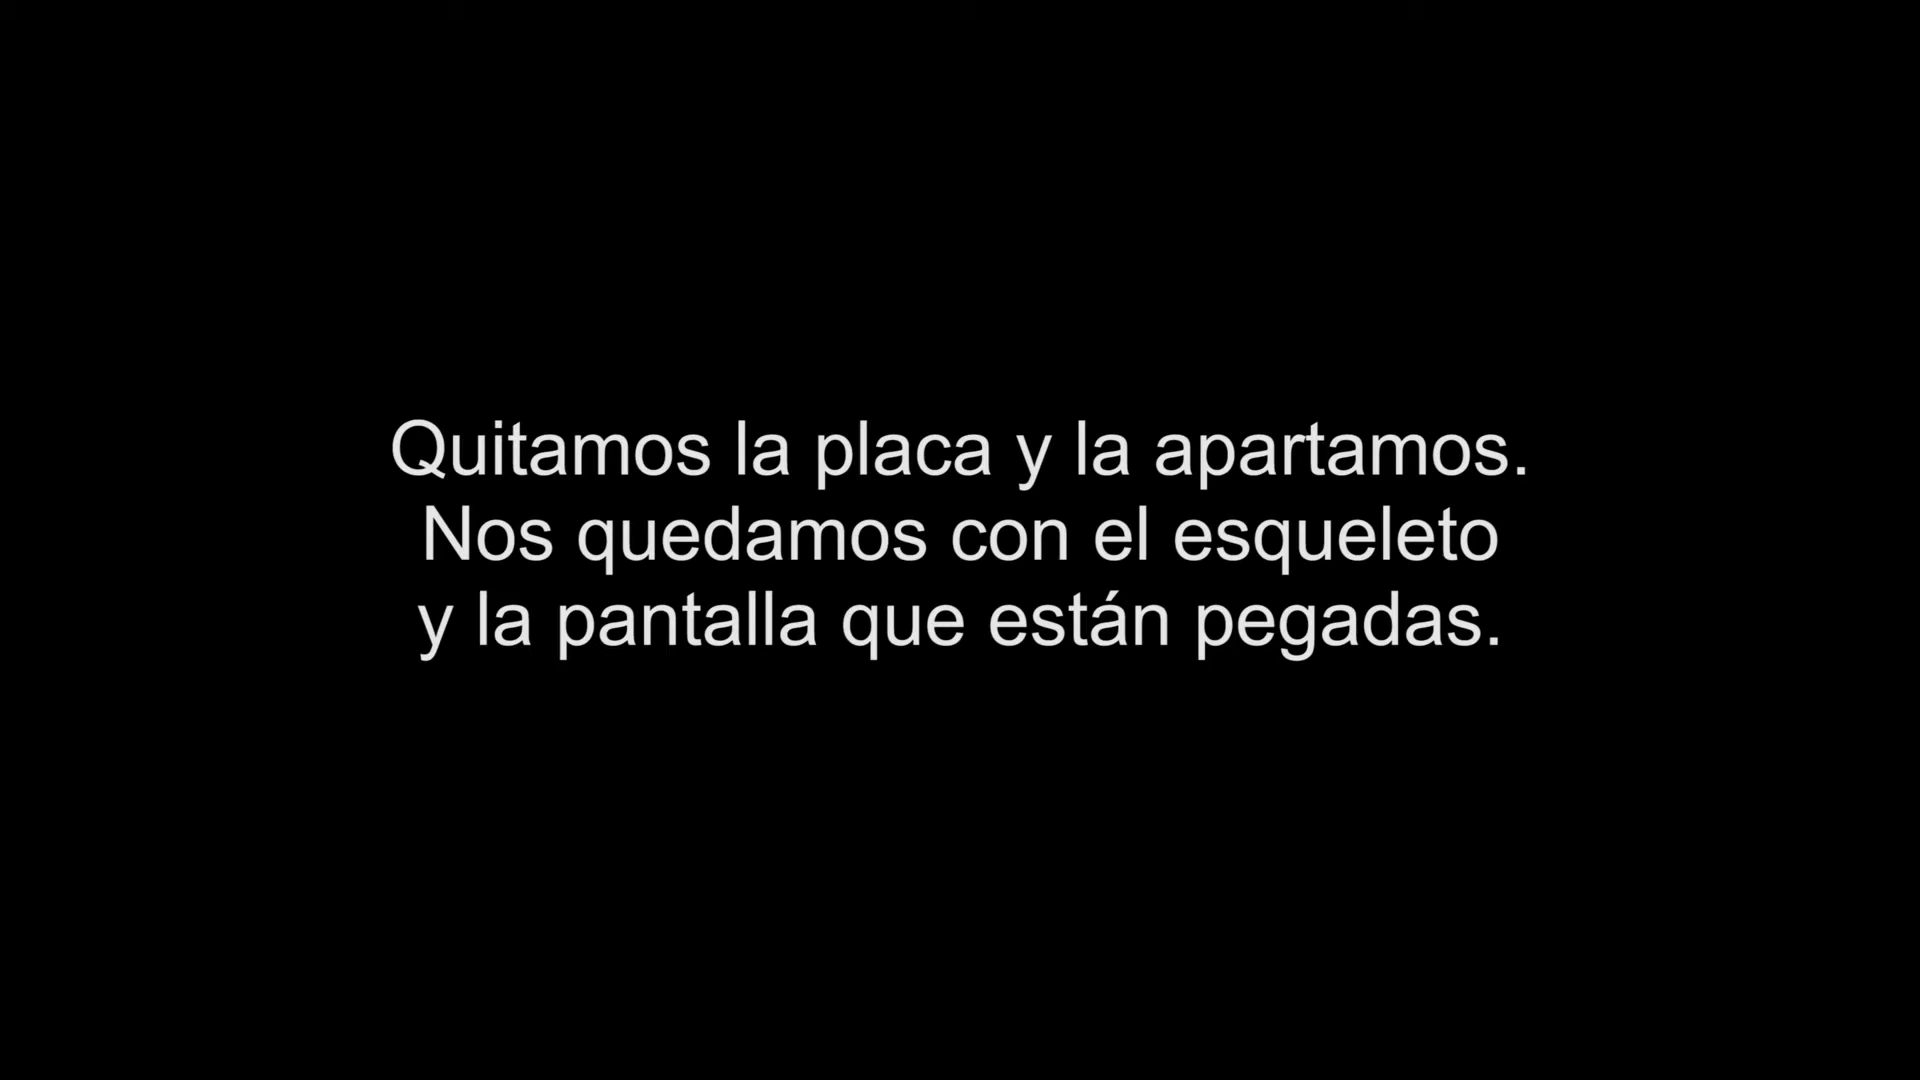 Quitamos la placa y la apartamos.
Nos quedamos con el esqueleto
y la pantalla que están pegadas.